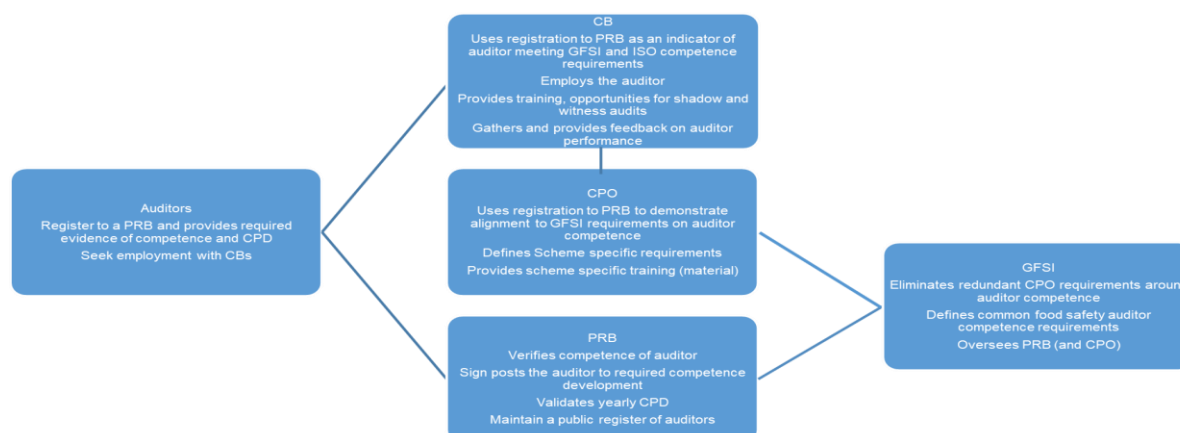 Auditors
Register to a PRB and provides required
evidence of competence and CPD
Seek employment with CBs
CB
Uses registration to PRB as an indicator of
auditor meeting GFSI and ISO competence
requirements
Employs the auditor
Provides training, opportunities for shadow and
witness audits
Gathers and provides feedback on auditor
performance
CPO
Uses registration to PRB to demonstrate
alignment to GFSI requirements on auditor
competence
Defines Scheme specific requirements
Provides scheme specific training (material)
PRB
Verifies competence of auditor
Sign posts the auditor to required competence
development
Validates yearly CPD
Maintain a public register of auditors
GFSI
Eliminates redundant CPO requirements around
auditor competence
Defines common food safety auditor
competence requirements
Oversees PRB (and CPO)